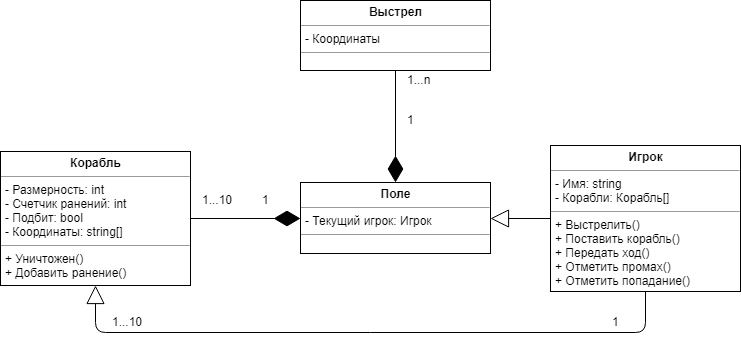 Выстрел
- Координаты
1...n
1
Корабль
- Размерность: int
- Счетчик ранений: int
- Подбит: bool
- Координаты: string[]
+ Уничтожен()
+ Добавить ранение()
1...10
1
Поле
- Текущий игрок: Игрок
Игрок
- Имя: string
- Корабли: Корабль[]
+ Выстрелить()
+ Поставить корабль()
+ Передать ход()
+ Отметить промах()
+ Отметить попадание()
1...10
1